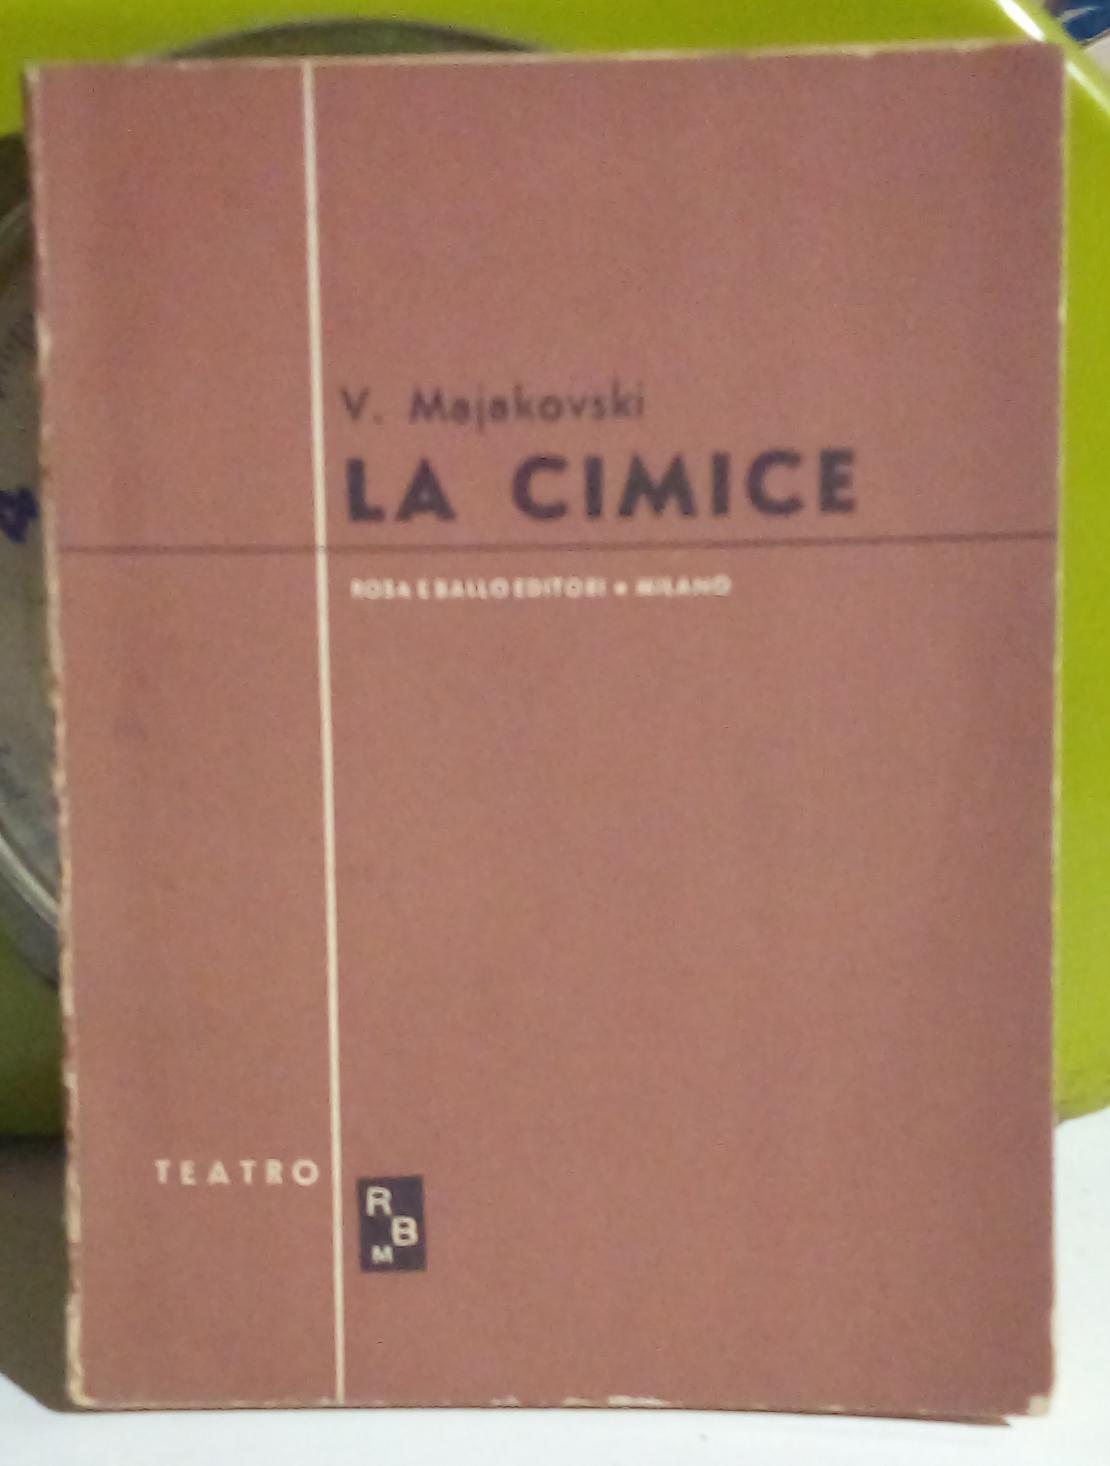 V. Majakovski
LA CIMICE
ROSA E BALLO EDITORI • MILANO
TEATRO
R
B
M